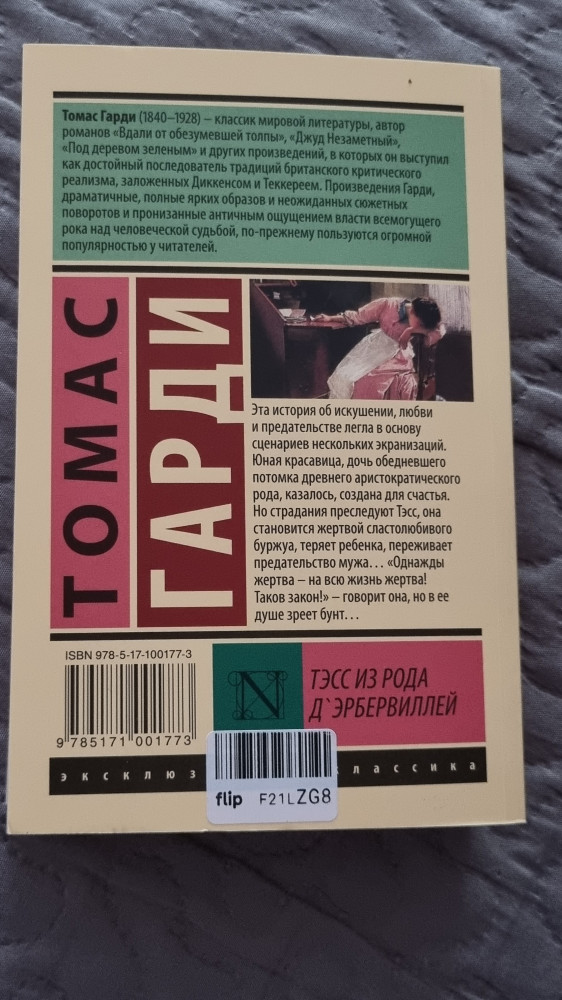 Томас Гарди (1840–1928) – классик мировой литературы, автор
романов «Вдали от обезумевшей толпы», «Джуд Незаметный»,
«Под деревом зеленым» и других произведений, в которых он выступил
как достойный последователь традиций британского критического
реализма, заложенных Диккенсом и Теккереем. Произведения Гарди,
драматичные, полные ярких образов и неожиданных сюжетных
поворотов и пронизанные античным ощущением власти всемогущего
рока над человеческой судьбой, по-прежнему пользуются огромной
популярностью у читателей.
ТОМАС
ГАРДИ
Эта история об искушении, любви
и предательстве легла в основу
сценариев нескольких экранизаций.
Юная красавица, дочь обедневшего
потомка древнего аристократического
рода, казалось, создана для счастья.
Но страдания преследуют Тэсс, она
становится жертвой сластолюбивого
буржуа, теряет ребенка, переживает
предательство мужа... «Однажды
жертва – на всю жизнь жертва!
Таков закон!» – говорит она, но в ее
душе зреет бунт...
ISBN 978-5-17-100177-3
9 785171 001773
N
ТЭСС ИЗ РОДА
Д`ЭРБЕРВИЛЛЕЙ
эксклюз классика
flip F21LZG8